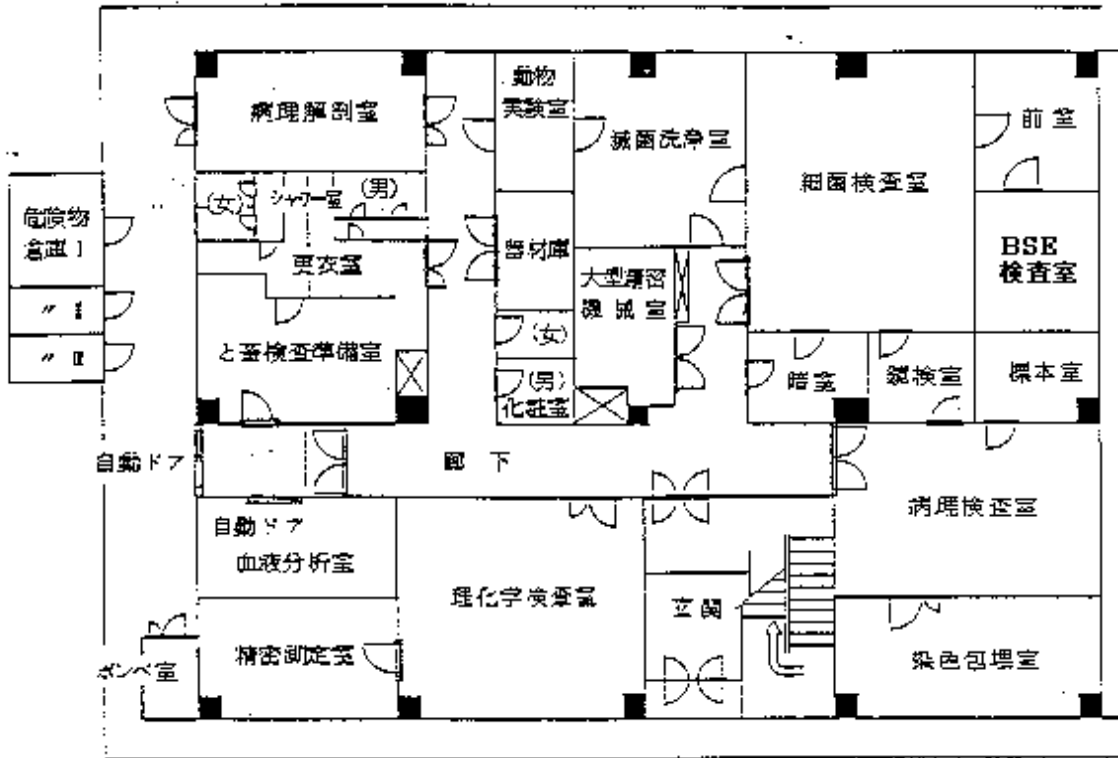 動物
実験室
病理解剖室
滅菌洗浄室
前室
細菌検査室
(女)
シャワー室
(男)
危険物
倉庫Ⅰ
更衣室
器材庫
大型精密
機械室
BSE
検査室
〃 Ⅱ
〃 Ⅲ
と畜検査準備室
(女)
(男)
化粧室
暗室
鏡検室
標本室
自動ドア
廊下
自動ドア
血液分析室
病理検査室
理化学検査室
玄関
精密測定室
ボンベ室
染色包埋室